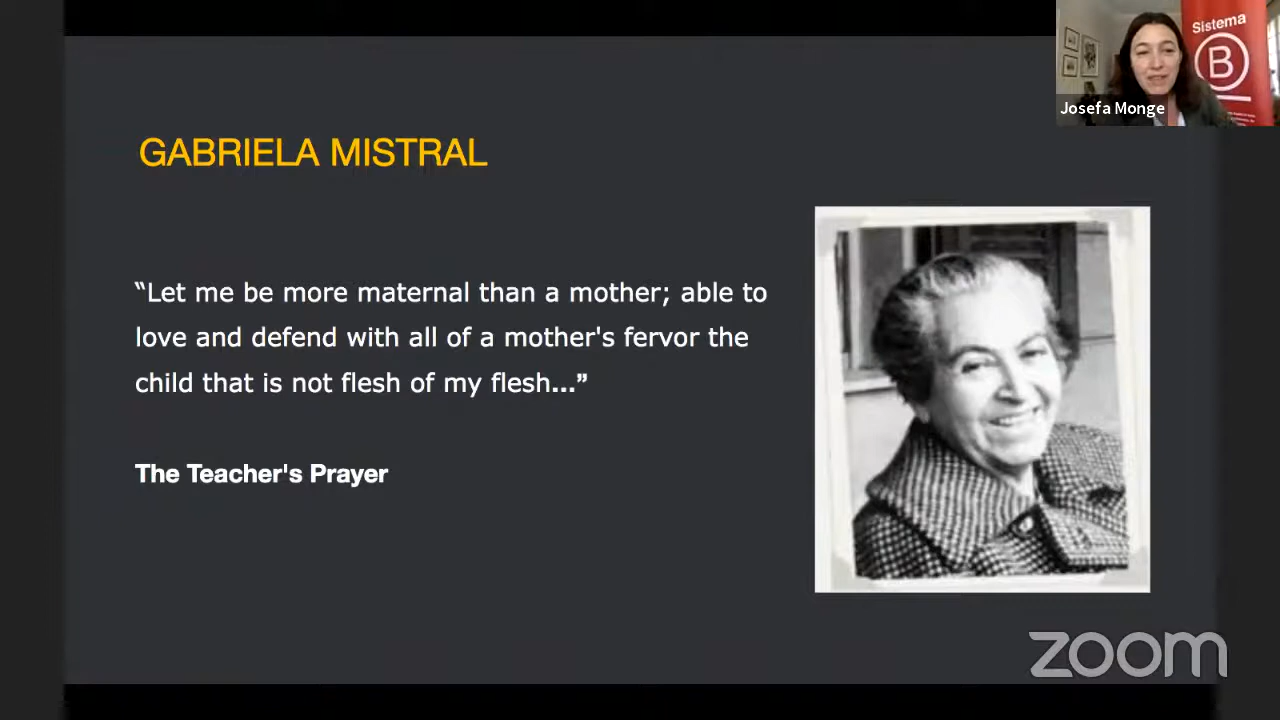 Sistema
B
Josefa Monge
GABRIELA MISTRAL
“Let me be more maternal than a mother; able to
love and defend with all of a mother's fervor the
child that is not flesh of my flesh...”
The Teacher's Prayer
zoom